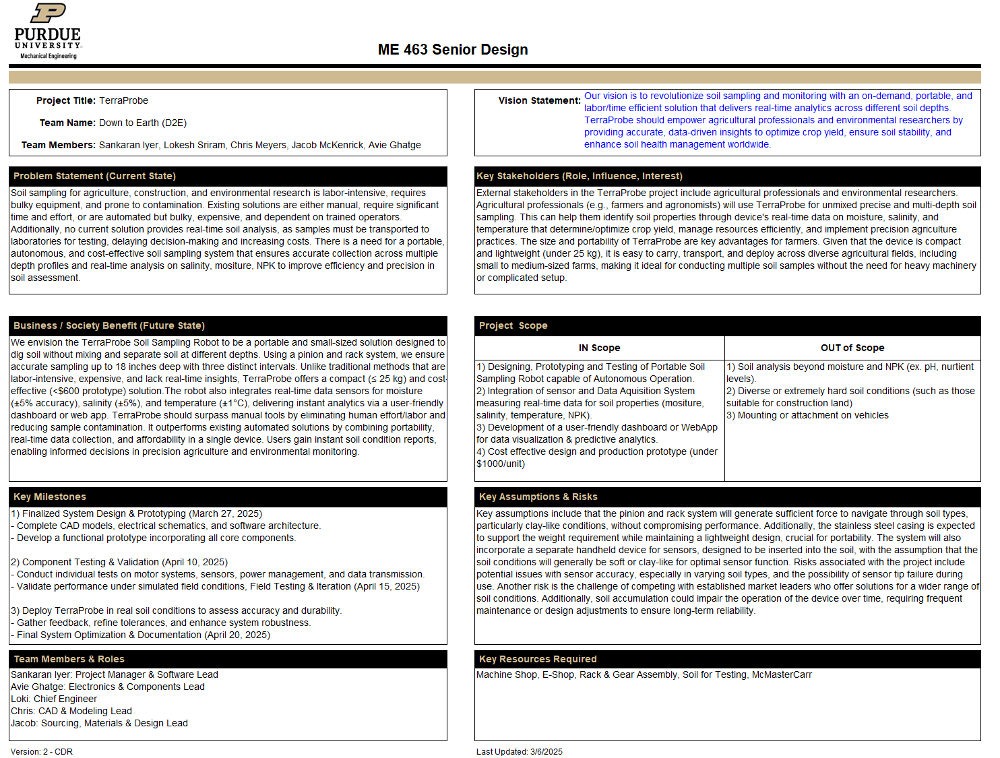 PURDUE
UNIVERSITY
Mechanical Engineering
ME 463 Senior Design
Project Title: TerraProbe
Team Name: Down to Earth (D2E)
Team Members: Sankaran Iyer, Lokesh Sriram, Chris Meyers, Jacob McKenrick, Avie Ghatge
Vision Statement: Our vision is to revolutionize soil sampling and monitoring with an on-demand, portable, and
labor/time efficient solution that delivers real-time analytics across different soil depths.
TerraProbe should empower agricultural professionals and environmental researchers by
providing accurate, data-driven insights to optimize crop yield, ensure soil stability, and
enhance soil health management worldwide.
Problem Statement (Current State)
Soil sampling for agriculture, construction, and environmental research is labor-intensive, requires
bulky equipment, and prone to contamination. Existing solutions are either manual, require significant
time and effort, or are automated but bulky, expensive, and dependent on trained operators.
Additionally, no current solution provides real-time soil analysis, as samples must be transported to
laboratories for testing, delaying decision-making and increasing costs. There is a need for a portable,
autonomous, and cost-effective soil sampling system that ensures accurate collection across multiple
depth profiles and real-time analysis on salinity, mositure, NPK to improve efficiency and precision in
soil assessment.
Key Stakeholders (Role, Influence, Interest)
External stakeholders in the TerraProbe project include agricultural professionals and environmental researchers.
Agricultural professionals (e.g., farmers and agronomists) will use TerraProbe for unmixed precise and multi-depth soil
sampling. This can help them identify soil properties through device's real-time data on moisture, salinity, and
temperature that determine/optimize crop yield, manage resources efficiently, and implement precision agriculture
practices. The size and portability of TerraProbe are key advantages for farmers. Given that the device is compact
and lightweight (under 25 kg), it is easy to carry, transport, and deploy across diverse agricultural fields, including
small to medium-sized farms, making it ideal for conducting multiple soil samples without the need for heavy machinery
or complicated setup.
Business / Society Benefit (Future State)
We envision the TerraProbe Soil Sampling Robot to be a portable and small-sized solution designed to
dig soil without mixing and separate soil at different depths. Using a pinion and rack system, we ensure
accurate sampling up to 18 inches deep with three distinct intervals. Unlike traditional methods that are
labor-intensive, expensive, and lack real-time insights, TerraProbe offers a compact (≤ 25 kg) and cost-
effective (<$600 prototype) solution.The robot also integrates real-time data sensors for moisture
(±5% accuracy), salinity (±5%), and temperature (±1°C), delivering instant analytics via a user-friendly
dashboard or web app. TerraProbe should surpass manual tools by eliminating human effort/labor and
reducing sample contamination. It outperforms existing automated solutions by combining portability,
real-time data collection, and affordability in a single device. Users gain instant soil condition reports,
enabling informed decisions in precision agriculture and environmental monitoring.
Project Scope
IN Scope
1) Designing, Prototyping and Testing of Portable Soil
Sampling Robot capable of Autonomous Operation.
2) Integration of sensor and Data Aquisition System
measuring real-time data for soil properties (mositure,
salinity, temperature, NPK).
3) Development of a user-friendly dashboard or WebApp
for data visualization & predictive analytics.
4) Cost effective design and production prototype (under
$1000/unit)
OUT of Scope
1) Soil analysis beyond moisture and NPK (ex. pH, nurtient
levels).
2) Diverse or extremely hard soil conditions (such as those
suitable for construction land)
3) Mounting or attachment on vehicles
Key Milestones
1) Finalized System Design & Prototyping (March 27, 2025)
- Complete CAD models, electrical schematics, and software architecture.
- Develop a functional prototype incorporating all core components.
2) Component Testing & Validation (April 10, 2025)
- Conduct individual tests on motor systems, sensors, power management, and data transmission.
- Validate performance under simulated field conditions, Field Testing & Iteration (April 15, 2025)
3) Deploy TerraProbe in real soil conditions to assess accuracy and durability.
- Gather feedback, refine tolerances, and enhance system robustness.
- Final System Optimization & Documentation (April 20, 2025)
Key Assumptions & Risks
Key assumptions include that the pinion and rack system will generate sufficient force to navigate through soil types,
particularly clay-like conditions, without compromising performance. Additionally, the stainless steel casing is expected
to support the weight requirement while maintaining a lightweight design, crucial for portability. The system will also
incorporate a separate handheld device for sensors, designed to be inserted into the soil, with the assumption that the
soil conditions will generally be soft or clay-like for optimal sensor function. Risks associated with the project include
potential issues with sensor accuracy, especially in varying soil types, and the possibility of sensor tip failure during
use. Another risk is the challenge of competing with established market leaders who offer solutions for a wider range of
soil conditions. Additionally, soil accumulation could impair the operation of the device over time, requiring frequent
maintenance or design adjustments to ensure long-term reliability.
Team Members & Roles
Sankaran Iyer: Project Manager & Software Lead
Avie Ghatge: Electronics & Components Lead
Loki: Chief Engineer
Chris: CAD & Modeling Lead
Jacob: Sourcing, Materials & Design Lead
Key Resources Required
Machine Shop, E-Shop, Rack & Gear Assembly, Soil for Testing, McMasterCarr
Version: 2 - CDR
Last Updated: 3/6/2025